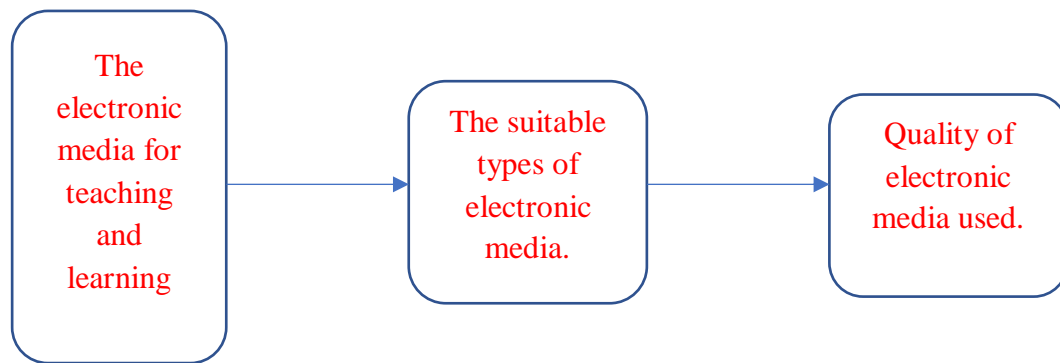 The
electronic
media for
teaching
and
learning
The suitable
types of
electronic
media.
Quality of
electronic
media used.